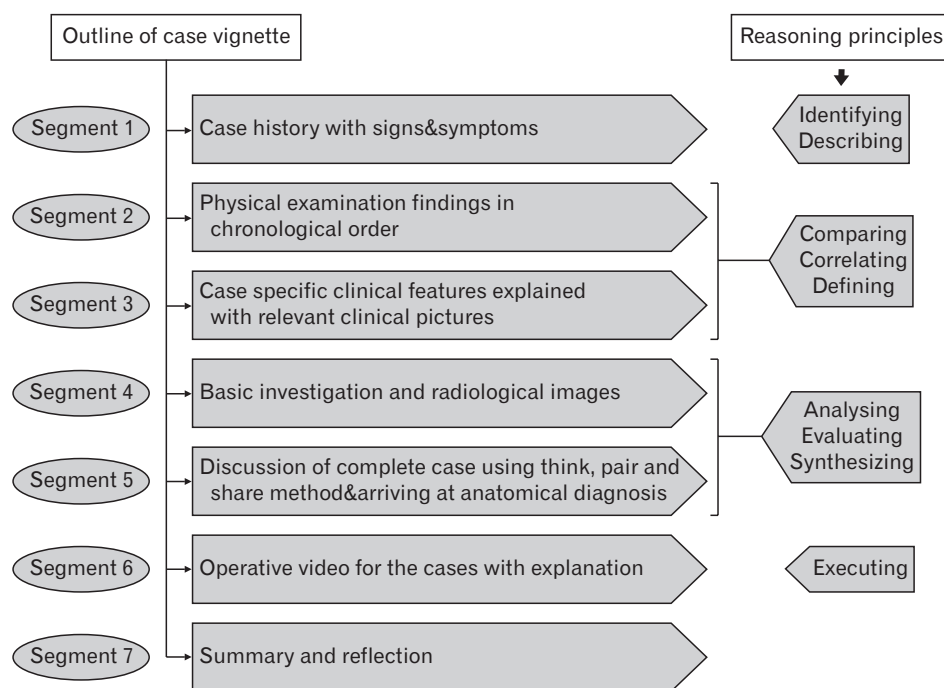 Outline of case vignette
Reasoning principles
Segment 1
Case history with signs&symptoms
Identifying
Describing
Segment 2
Physical examination findings in
chronological order
Comparing
Correlating
Defining
Segment 3
Case specific clinical features explained
with relevant clinical pictures
Segment 4
Basic investigation and radiological images
Analysing
Evaluating
Synthesizing
Segment 5
Discussion of complete case using think, pair and
share method&arriving at anatomical diagnosis
Segment 6
Operative video for the cases with explanation
Executing
Segment 7
Summary and reflection